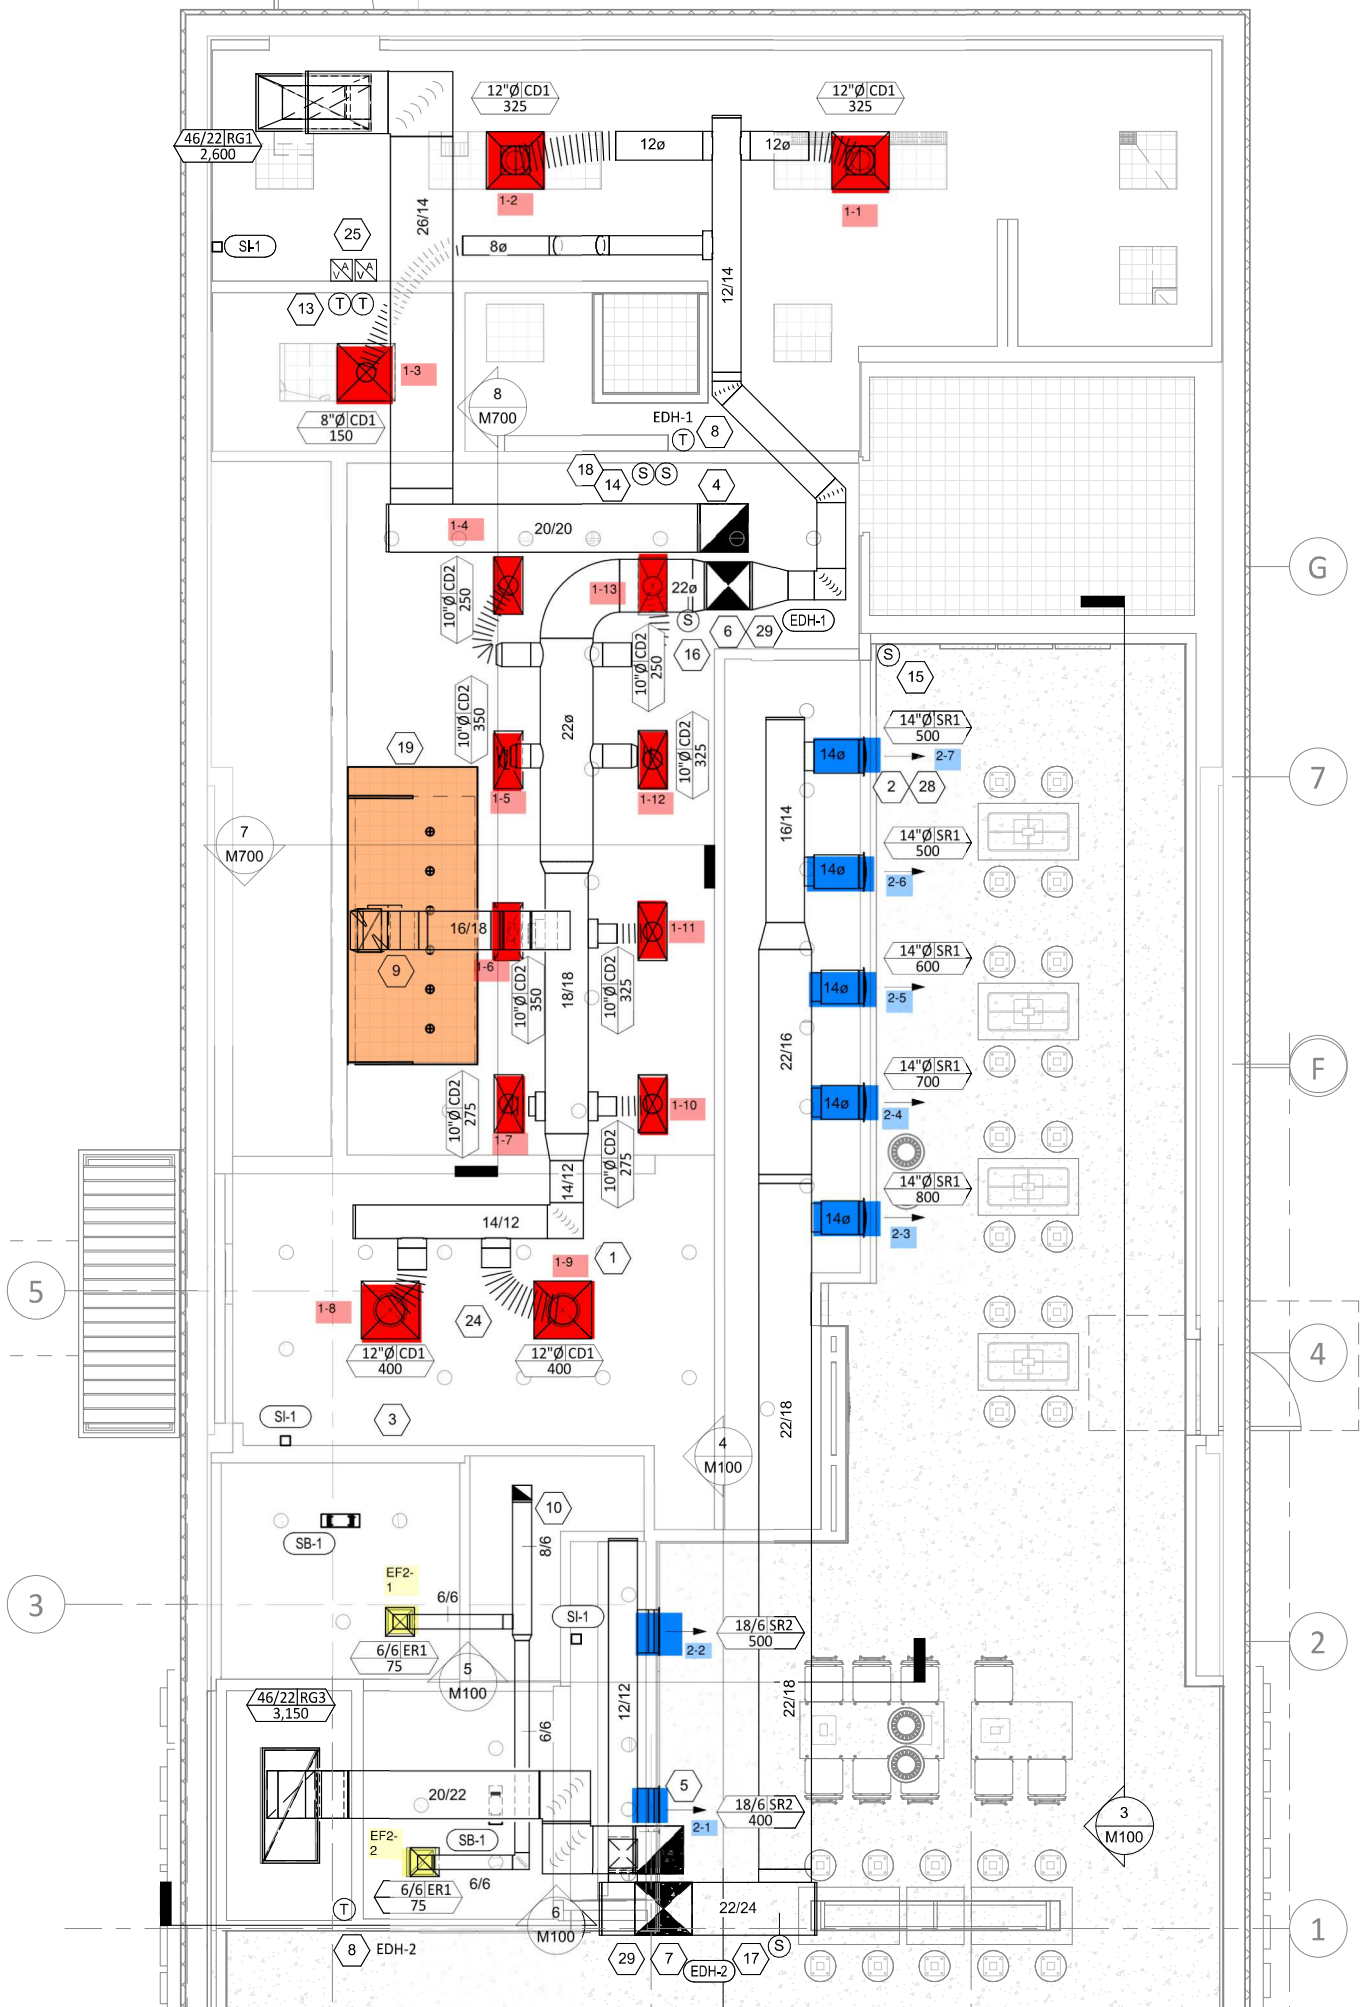 12"Ø CD1
325
12"Ø CD1
325
46/22 RG1
2,600
12ø
12ø
1-2
1-1
26/14
SI-1
25
8ø
A
V
A
V
12/14
13
T
T
1-3
8
M700
8"Ø CD1
150
EDH-1
8
T
18
14
S
S
4
1-4
20/20
G
10"Ø CD2
250
1-13
22ø
S
6
29
EDH-1
10"Ø CD2
250
16
S
15
10"Ø CD2
350
22ø
10"Ø CD2
325
14"Ø SR1
500
19
14ø
2-7
7
2
28
1-5
1-12
7
M700
16/14
14"Ø SR1
500
14ø
2-6
16/18
1-11
9
1-6
14"Ø SR1
600
10"Ø CD2
350
18/18
10"Ø CD2
325
14ø
2-5
22/16
F
14"Ø SR1
700
10"Ø CD2
275
1-10
14ø
2-4
1-7
10"Ø CD2
275
14/12
14"Ø SR1
800
14/12
14ø
2-3
1-9
1
5
1-8
24
12"Ø CD1
400
12"Ø CD1
400
4
SI-1
3
22/18
4
M100
10
SB-1
8/6
EF2-
1
6/6
3
SI-1
18/6 SR2
500
2
6/6 ER1
75
2-2
5
M100
46/22 RG3
3,150
12/12
22/18
6/6
20/22
5
18/6 SR2
400
3
M100
EF2-
2
SB-1
2-1
6/6 ER1
75
6/6
T
6
M100
22/24
1
8
EDH-2
29
7
EDH-2
17
S